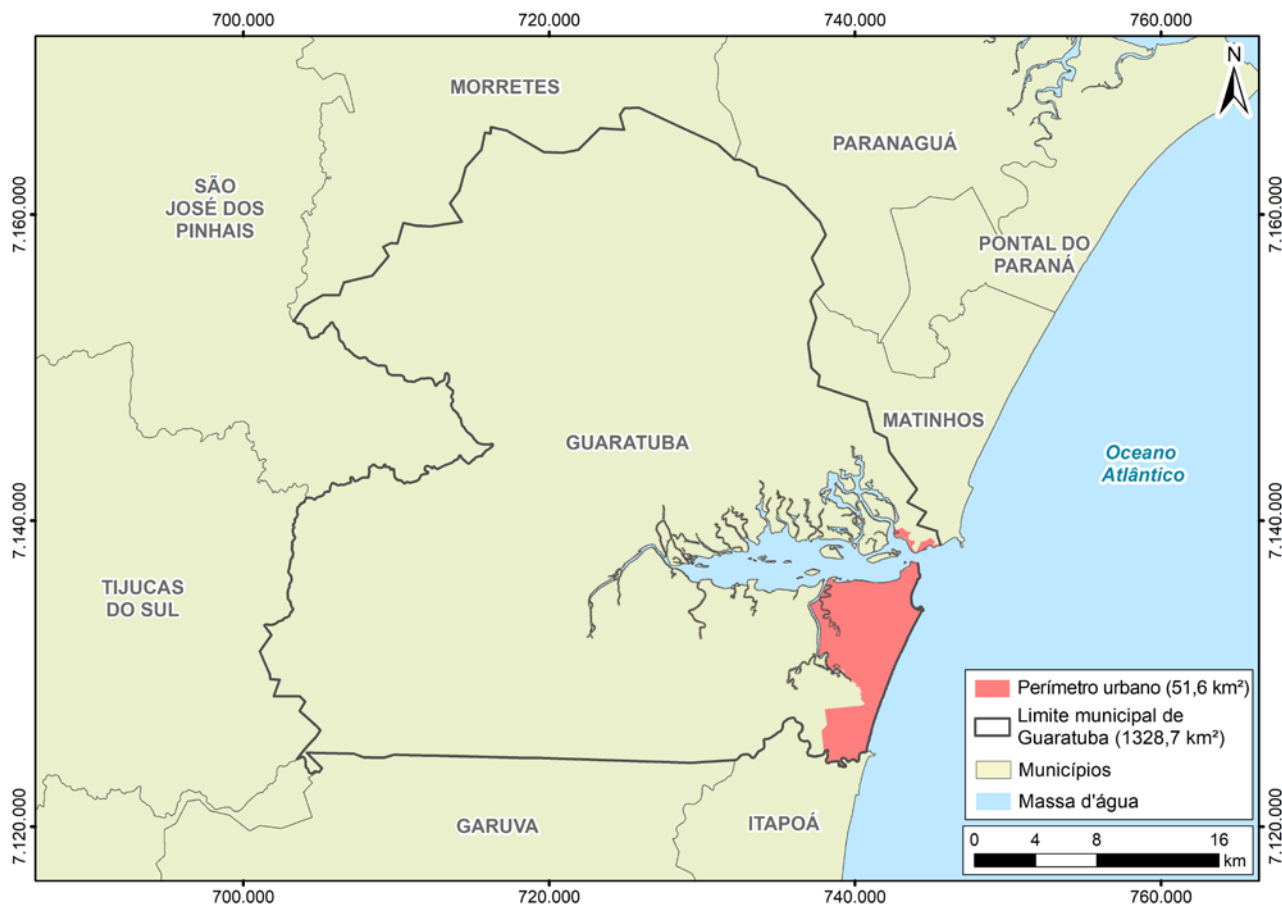 700.000
720.000
740.000
760.000
N
MORRETES
PARANAGUÁ
SÃO
JOSÉ DOS
PINHAIS
7.160.000
7.160.000
PONTAL DO
PARANÁ
MATINHOS
GUARATUBA
Oceano
Atlântico
7.140.000
7.140.000
TIJUCAS
DO SUL
Perímetro urbano (51,6 km²)
Limite municipal de
Guaratuba (1328,7 km²)
Municípios
Massa d'água
GARUVA
ITAPOÁ
7.120.000
7.120.000
0 4 8 16
km
700.000
720.000
740.000
760.000